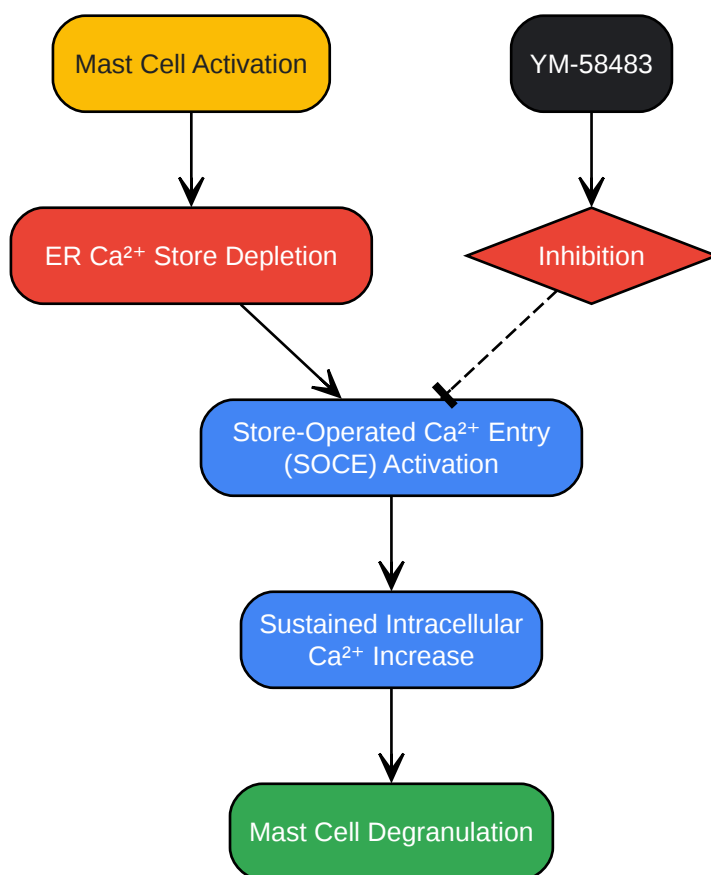 Mast Cell Activation
YM-58483
ER Ca²⁺ Store Depletion
Inhibition
Store-Operated Ca²⁺ Entry
(SOCE) Activation
Sustained Intracellular
Ca²⁺ Increase
Mast Cell Degranulation